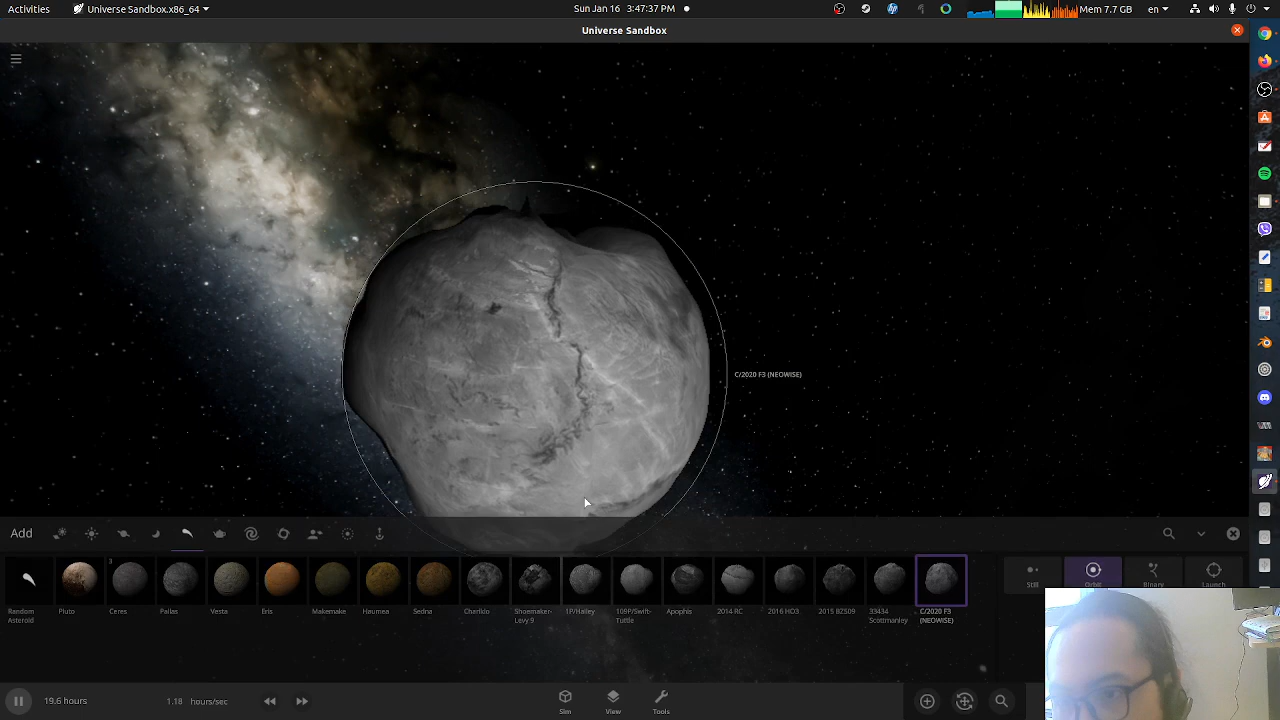 Activities
Universe Sandbox.x86_64
Sun Jan 16 3:47:37 PM
Mem 7.7 GB
en
Universe Sandbox
C/2020 F3 (NEOWISE)
Add
3
Random Asteroid
Pluto
Ceres
Pallas
Vesta
Eris
Makemake
Haumea
Sedna
Chariklo
Shoemaker-
Levy 9
1P/Halley
109P/Swift-
Tuttle
Apophis
2014 RC
2016 HO3
2015 BZ509
33434
Scottmanley
C/2020 F3
(NEOWISE)
Still
Orbit
Binary
Launch
19.6 hours
1.18 hours/sec
Sim
View
Tools